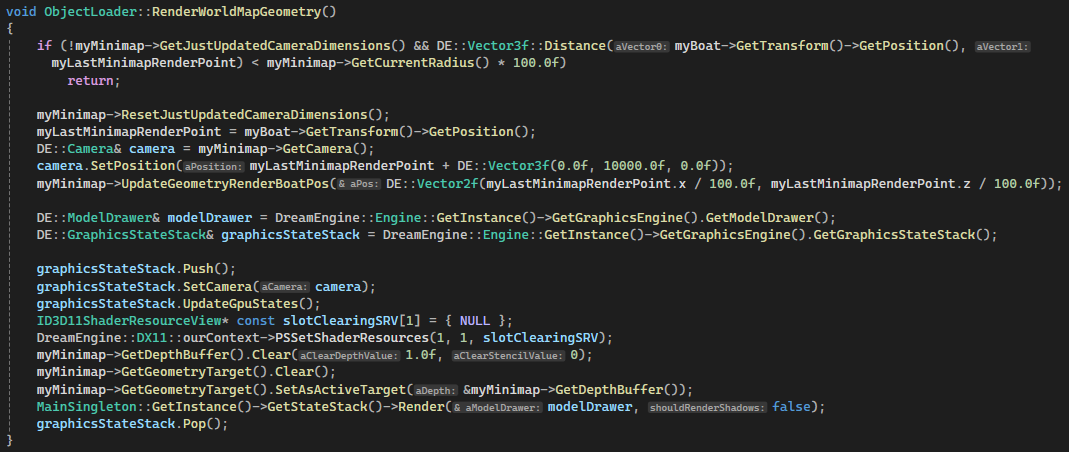 void ObjectLoader::RenderWorldMapGeometry()
{
if (!myMinimap->GetJustUpdatedCameraDimensions() && DE::Vector3f::Distance(aVector0: myBoat->GetTransform()->GetPosition(), aVector1:
myLastMinimapRenderPoint) < myMinimap->GetCurrentRadius() * 100.0f)
return;
myMinimap->ResetJustUpdatedCameraDimensions();
myLastMinimapRenderPoint = myBoat->GetTransform()->GetPosition();
DE::Camera& camera = myMinimap->GetCamera();
camera.SetPosition(aPosition: myLastMinimapRenderPoint + DE::Vector3f(0.0f, 10000.0f, 0.0f));
myMinimap->UpdateGeometryRenderBoatPos(& aPos: DE::Vector2f(myLastMinimapRenderPoint.x / 100.0f, myLastMinimapRenderPoint.z / 100.0f));
DE::ModelDrawer& modelDrawer = DreamEngine::Engine::GetInstance()->GetGraphicsEngine().GetModelDrawer();
DE::GraphicsStateStack& graphicsStateStack = DreamEngine::Engine::GetInstance()->GetGraphicsEngine().GetGraphicsStateStack();
graphicsStateStack.Push();
graphicsStateStack.SetCamera(aCamera: camera);
graphicsStateStack.UpdateGpuStates();
ID3D11ShaderResourceView* const slotClearingSRV[1] = { NULL };
DreamEngine::DX11::ourContext->PSSetShaderResources(1, 1, slotClearingSRV);
myMinimap->GetDepthBuffer().Clear(aClearDepthValue: 1.0f, aClearStencilValue: 0);
myMinimap->GetGeometryTarget().Clear();
myMinimap->GetGeometryTarget().SetAsActiveTarget(aDepth: &myMinimap->GetDepthBuffer());
MainSingleton::GetInstance()->GetStateStack()->Render(& aModelDrawer: modelDrawer, shouldRenderShadows: false);
graphicsStateStack.Pop();
}